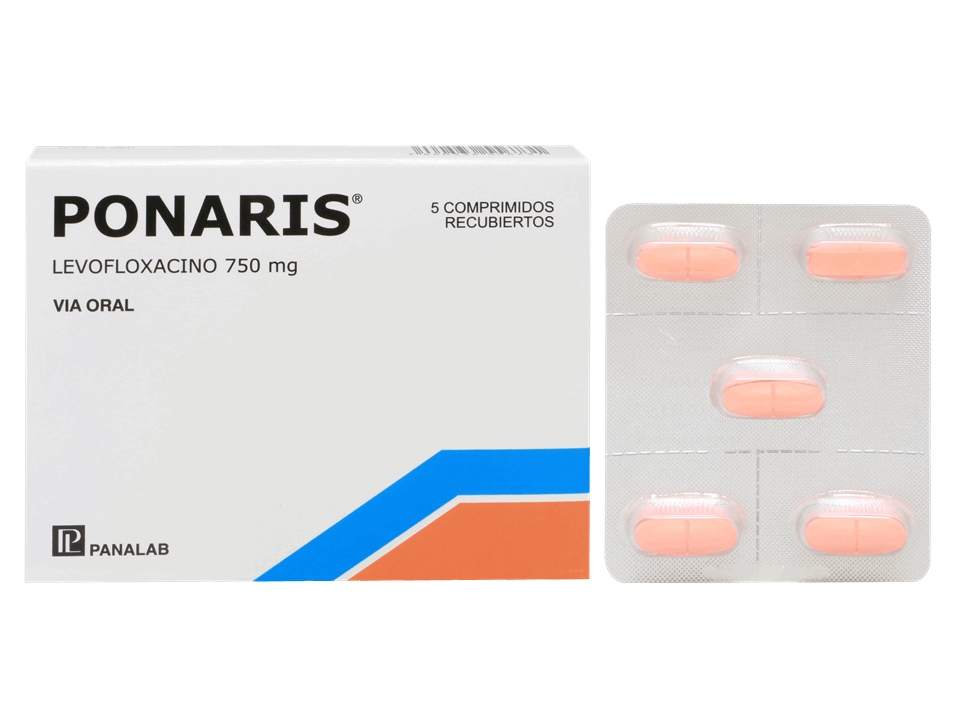 PONARIS®
LEVOFLOXACINO 750 mg
VIA ORAL
5 COMPRIMIDOS
RECUBIERTOS
PANALAB